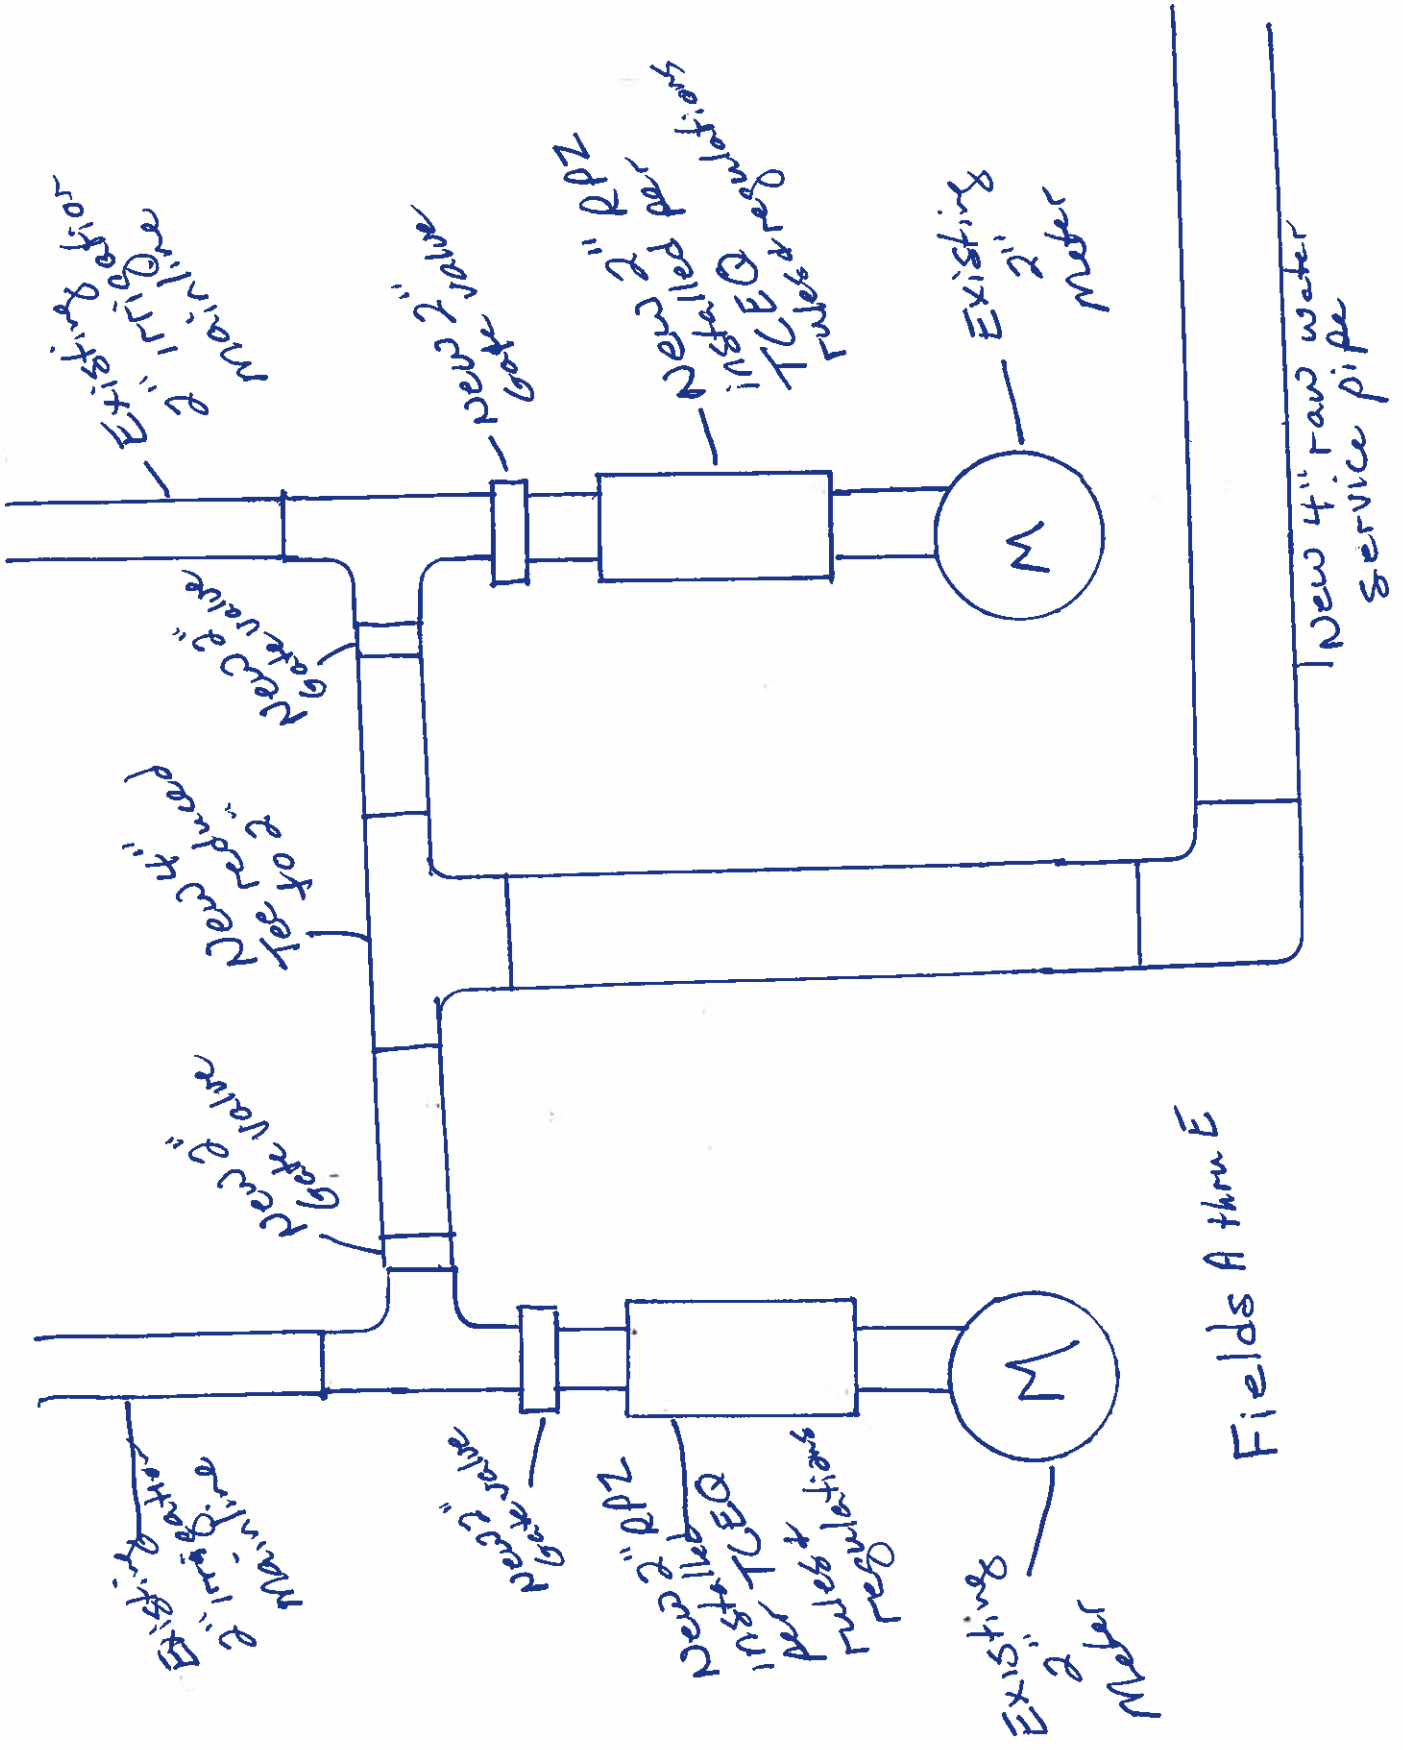 Existing
2" Irrigation
Mainline
New 2"
Gate valve
New 4"
Tee reduced
to 2"
New 2"
Gate valve
Existing
2" Irrigation
Mainline
New 2"
Gate valve
New 2" RPZ
installed
per TCEQ
rules +
regulations
New 2"
Gate valve
New 2" RPZ
installed per
TCEQ
rules & regulations
Existing
2"
Meter
M
M
Existing
2"
Meter
Fields A thru E
New 4" raw water
service pipe